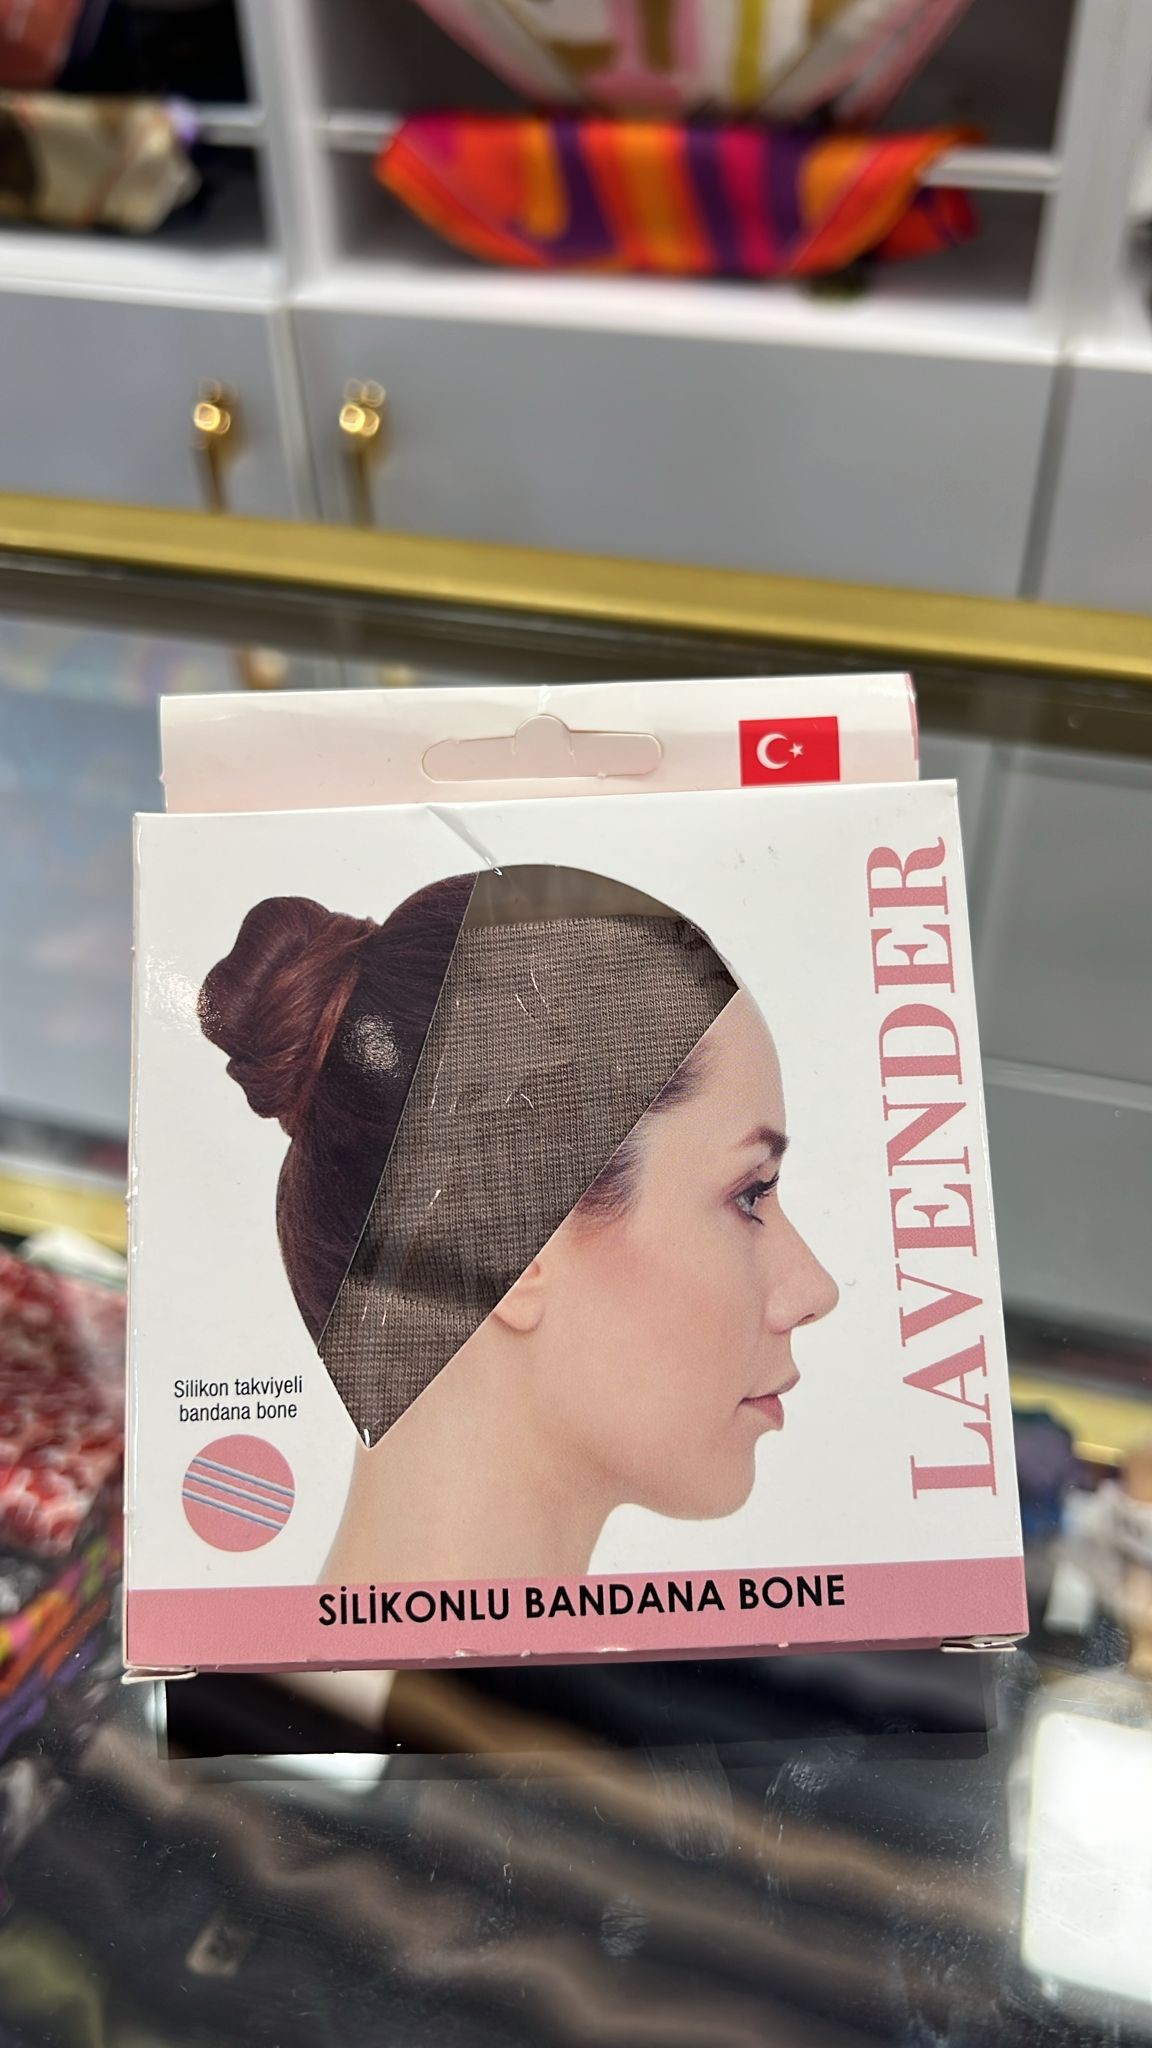 LAVENDER
Silikon takviyeli
bandana bone
SİLİKONLU BANDANA BONE